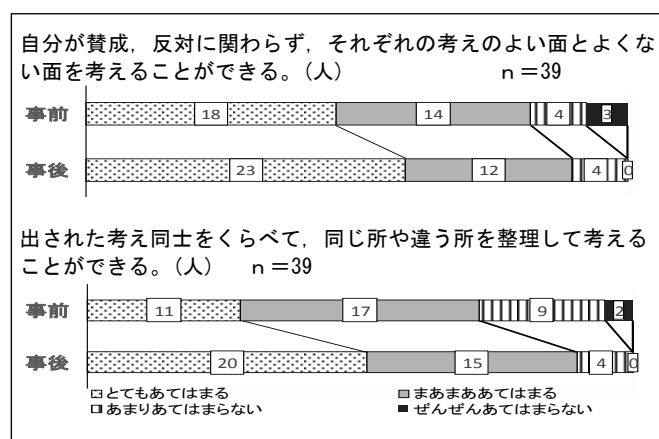 自分が賛成，反対に関わらず，それぞれの考えのよい面とよくな
い面を考えることができる。（人） ｎ＝39
事前 18 14 4 3
事後 23 12 4 0
出された考え同士をくらべて，同じ所や違う所を整理して考える
ことができる。（人） ｎ＝39
事前 11 17 9 2
事後 20 15 4 0
とてもあてはまる まあまああてはまる
あまりあてはまらない ぜんぜんあてはまらない